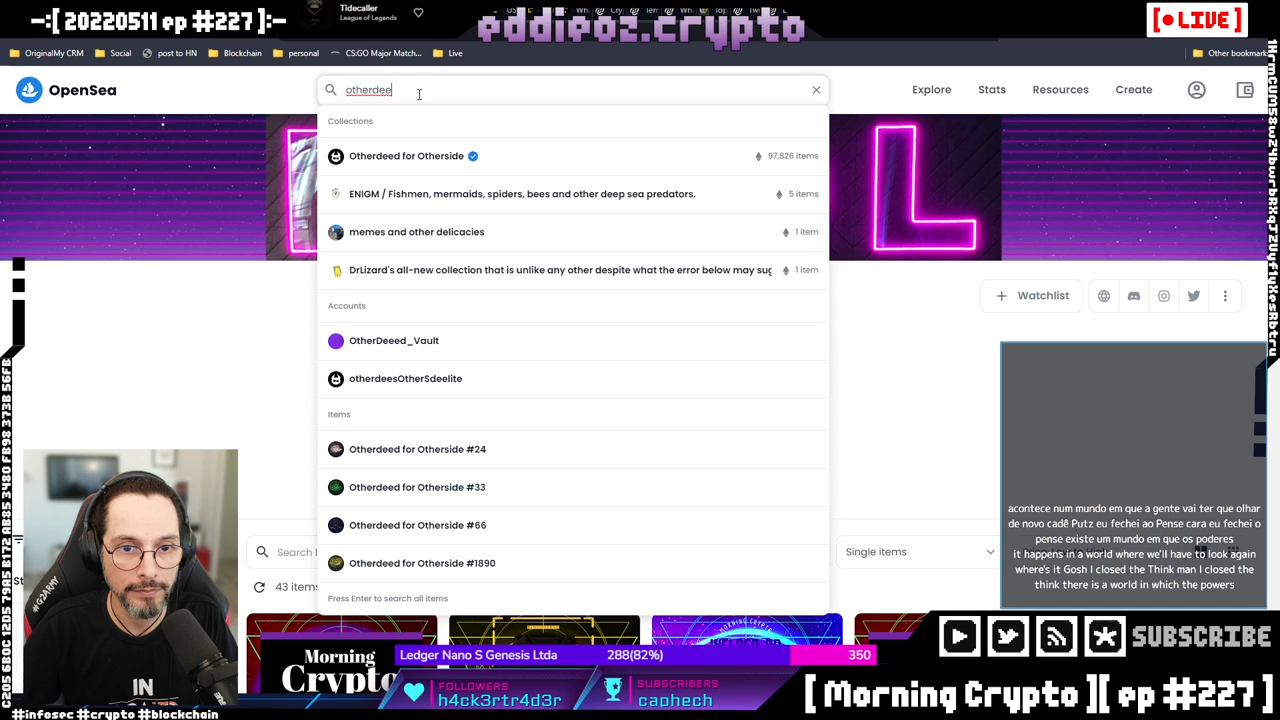 -:[ 20220511 ep #227 ]:-
Tidecaller
League of Legends
eddieoz.crypto
[ LIVE ]
OriginalMy CRM
Social
post to HN
Blockchain
personal
CS:GO Major Match...
Live
Other bookmark
OpenSea
otherdee
Explore
Stats
Resources
Create
Collections
Otherdeed for Otherside
97,826 items
ENIGM / Fishmen, mermaids, spiders, bees and other deep sea predators.
5 items
memes and other delicacies
1 item
DrLizard's all-new collection that is unlike any other despite what the error below may sug
1 item
Accounts
OtherDeeed_Vault
otherdeesOtherSdeelite
Items
Otherdeed for Otherside #24
Otherdeed for Otherside #33
Otherdeed for Otherside #66
Otherdeed for Otherside #1890
Press Enter to search all items
L
Watchlist
Search
Single items
43 items
acontece num mundo em que a gente vai ter que olhar
de novo cadê Putz eu fechei ao Pense cara eu fechei o
pense existe um mundo em que os poderes
it happens in a world where we'll have to look again
where's it Gosh I closed the Think man I closed the
think there is a world in which the powers
Morning
Crypto
MORNING CRYPTO
Ledger Nano S Genesis Ltda
288(82%)
350
FOLLOWERS
h4ck3rtr4d3r
SUBSCRIBERS
caphech
SUBSCRIBE
[ Morning Crypto ][ ep #227 ]
IN
#infosec #crypto #blockchain